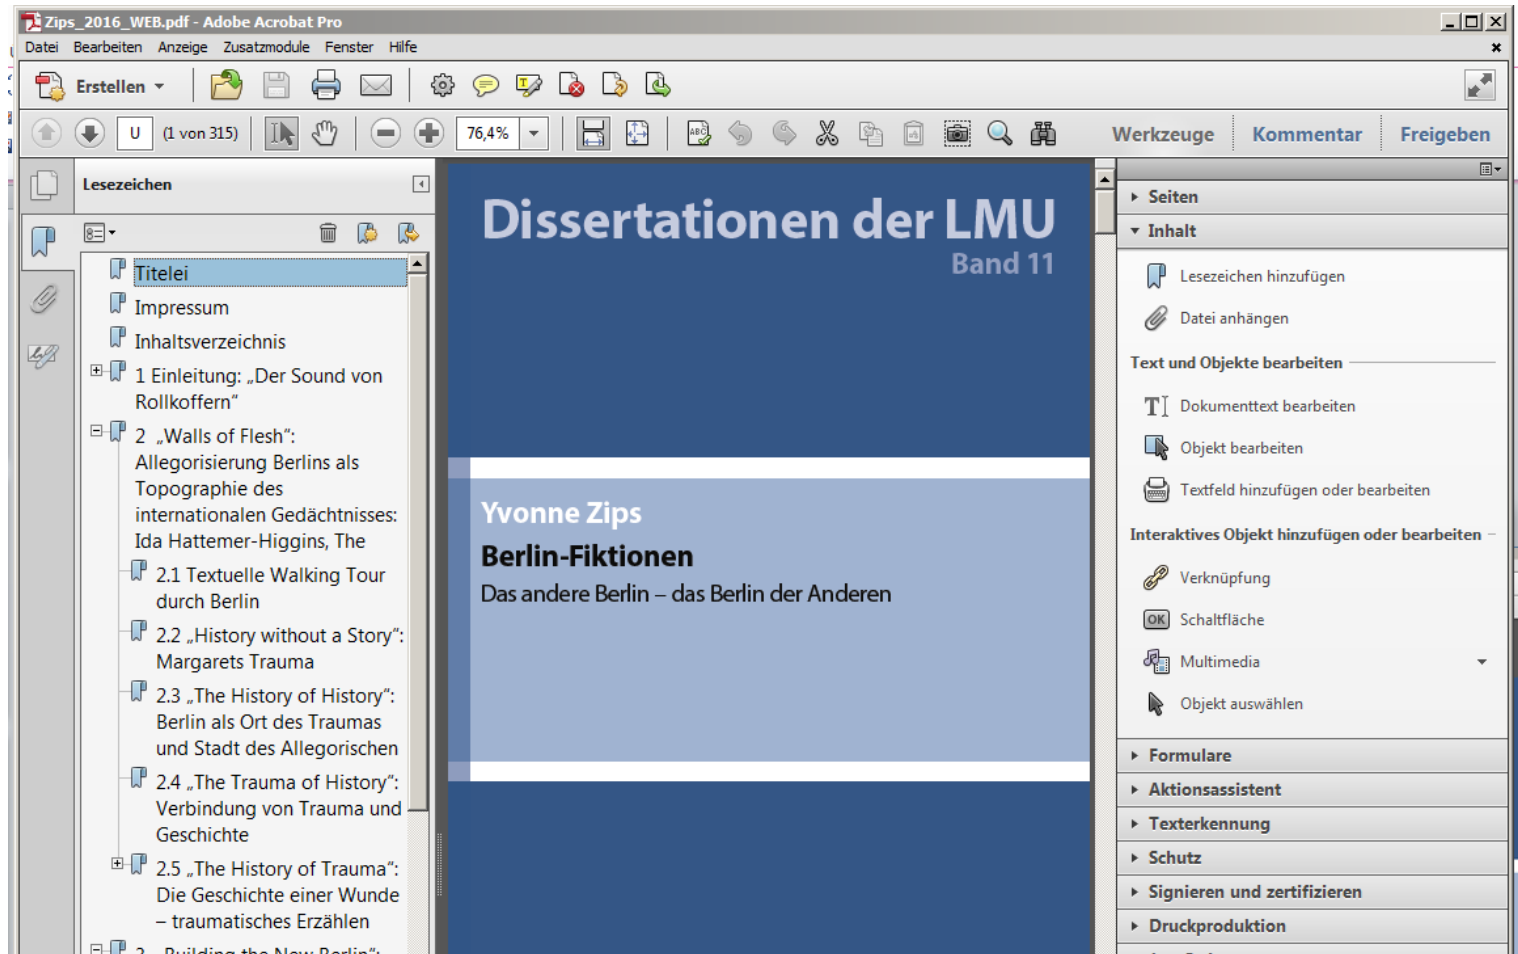 Zips_2016_WEB.pdf - Adobe Acrobat Pro
Datei Bearbeiten Anzeige Zusatzmodule Fenster Hilfe
Erstellen
U (1 von 315) 76,4% Werkzeuge Kommentar Freigeben
Lesezeichen
Titelei
Impressum
Inhaltsverzeichnis
1 Einleitung: „Der Sound von
Rollkoffern“
2 „Walls of Flesh“:
Allegorisierung Berlins als
Topographie des
internationalen Gedächtnisses:
Ida Hattemer-Higgins, The
2.1 Textuelle Walking Tour
durch Berlin
2.2 „History without a Story“:
Margarets Trauma
2.3 „The History of History“:
Berlin als Ort des Traumas
und Stadt des Allegorischen
2.4 „The Trauma of History“:
Verbindung von Trauma und
Geschichte
2.5 „The History of Trauma“:
Die Geschichte einer Wunde
– traumatisches Erzählen
3 „Building the New Berlin“:
Dissertationen der LMU
Band 11
Yvonne Zips
Berlin-Fiktionen
Das andere Berlin – das Berlin der Anderen
Seiten
Inhalt
Lesezeichen hinzufügen
Datei anhängen
Text und Objekte bearbeiten
Dokumenttext bearbeiten
Objekt bearbeiten
Textfeld hinzufügen oder bearbeiten
Interaktives Objekt hinzufügen oder bearbeiten
Verknüpfung
OK Schaltfläche
Multimedia
Objekt auswählen
Formulare
Aktionsassistent
Texterkennung
Schutz
Signieren und zertifizieren
Druckproduktion